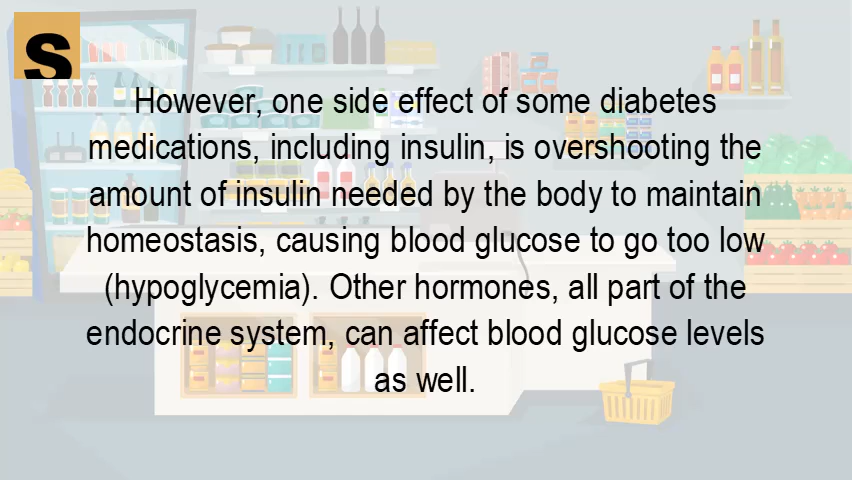 S
However, one side effect of some diabetes
medications, including insulin, is overshooting the
amount of insulin needed by the body to maintain
homeostasis, causing blood glucose to go too low
(hypoglycemia). Other hormones, all part of the
endocrine system, can affect blood glucose levels
as well.